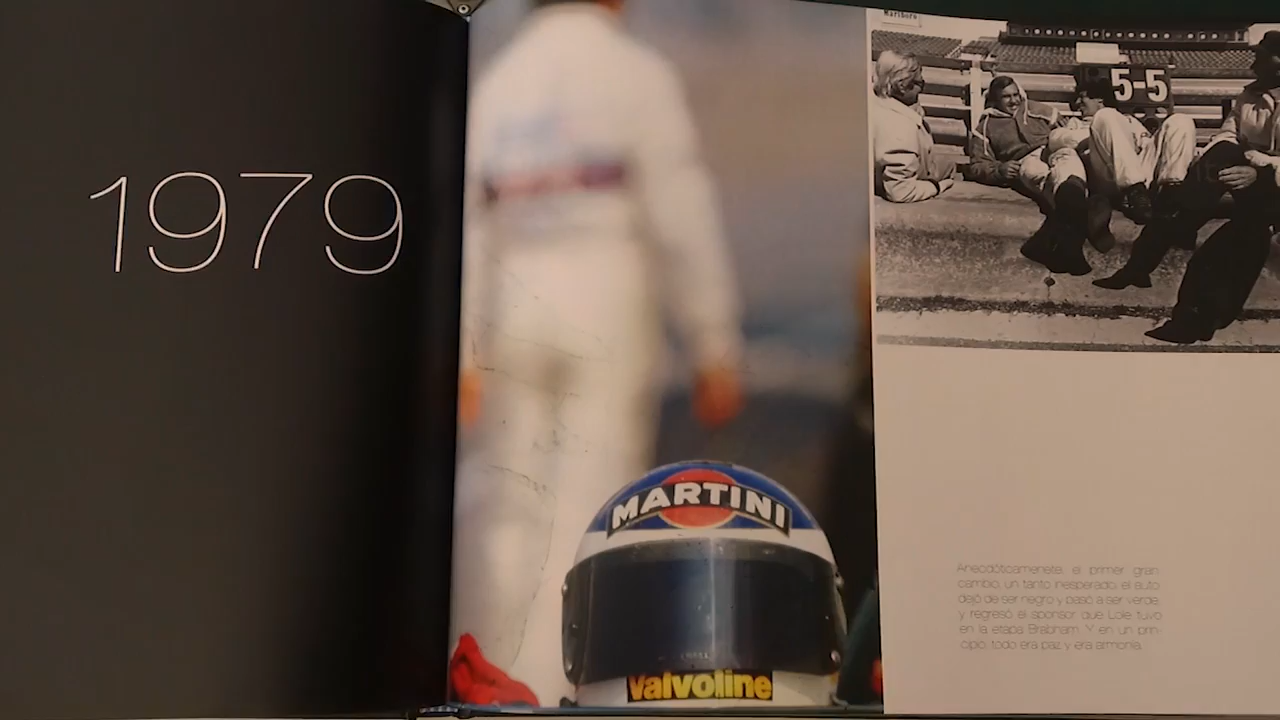 1979
MARTINI
Valvoline
Marlboro
5-5
Anecdóticamenete, el primer gran
cambio, un tanto inesperado: el auto
dejó de ser negro y pasó a ser verde,
y regresó el sponsor que Lole tuvo
en la etapa Brabham. Y en un prin-
cipio, todo era paz y era armonía.